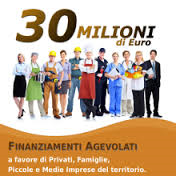 30 MILIONI
di Euro
FINANZIAMENTI AGEVOLATI
a favore di Privati, Famiglie,
Piccole e Medie Imprese del territorio.